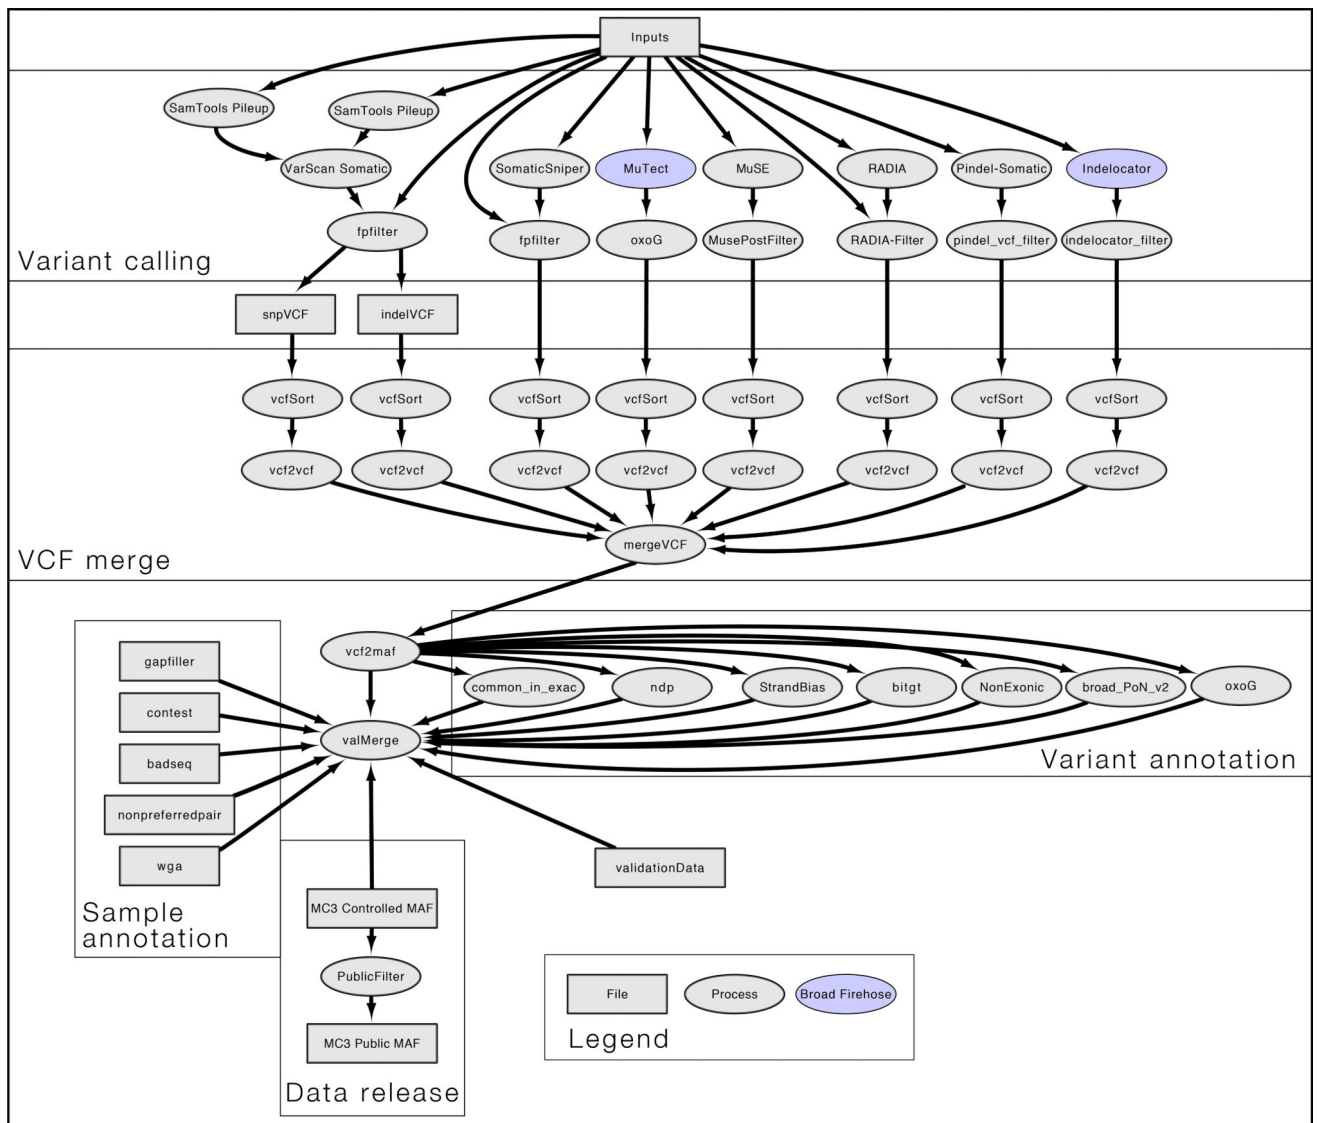 Inputs
SamTools Pileup
SamTools Pileup
VarScan Somatic
SomaticSniper
MuTect
MuSE
RADIA
Pindel-Somatic
Indelocator
fpfilter
fpfilter
oxoG
MusePostFilter
RADIA-Filter
pindel_vcf_filter
indelocator_filter
Variant calling
snpVCF
indelVCF
vcfSort
vcfSort
vcfSort
vcfSort
vcfSort
vcfSort
vcfSort
vcfSort
vcf2vcf
vcf2vcf
vcf2vcf
vcf2vcf
vcf2vcf
vcf2vcf
vcf2vcf
vcf2vcf
mergeVCF
VCF merge
vcf2maf
gapfiller
common_in_exac
ndp
StrandBias
bitgt
NonExonic
broad_PoN_v2
oxoG
contest
valMerge
badseq
Variant annotation
nonpreferredpair
wga
validationData
Sample
annotation
MC3 Controlled MAF
PublicFilter
MC3 Public MAF
Data release
File
Process
Broad Firehose
Legend